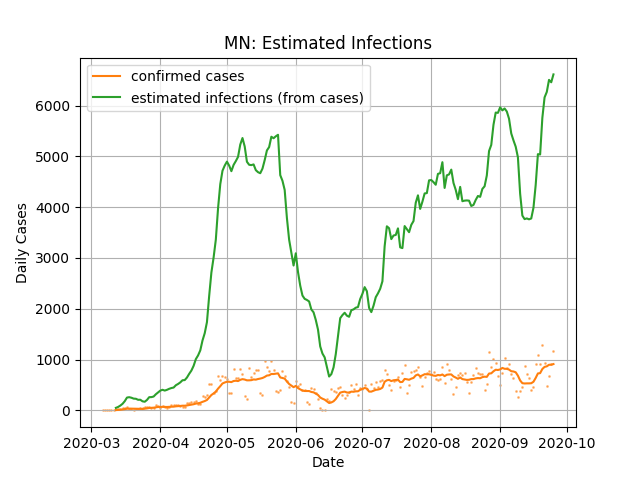 MN: Estimated Infections
confirmed cases
estimated infections (from cases)
Daily Cases
6000
5000
4000
3000
2000
1000
0
2020-03 2020-04 2020-05 2020-06 2020-07 2020-08 2020-09 2020-10
Date